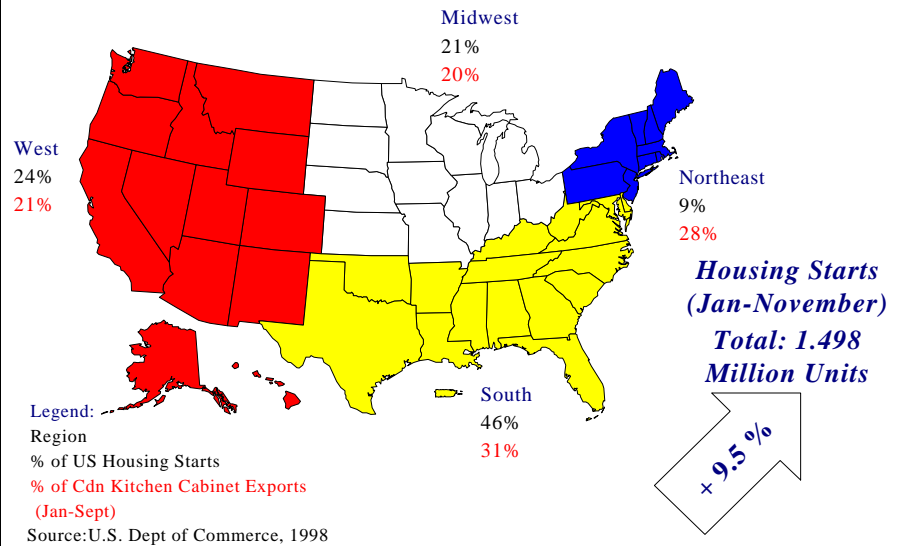 Midwest
21%
20%
West
24%
21%
Northeast
9%
28%
Housing Starts
(Jan-November)
Total: 1.498
Million Units
+ 9.5 %
South
46%
31%
Legend:
Region
% of US Housing Starts
% of Cdn Kitchen Cabinet Exports
(Jan-Sept)
Source:U.S. Dept of Commerce, 1998